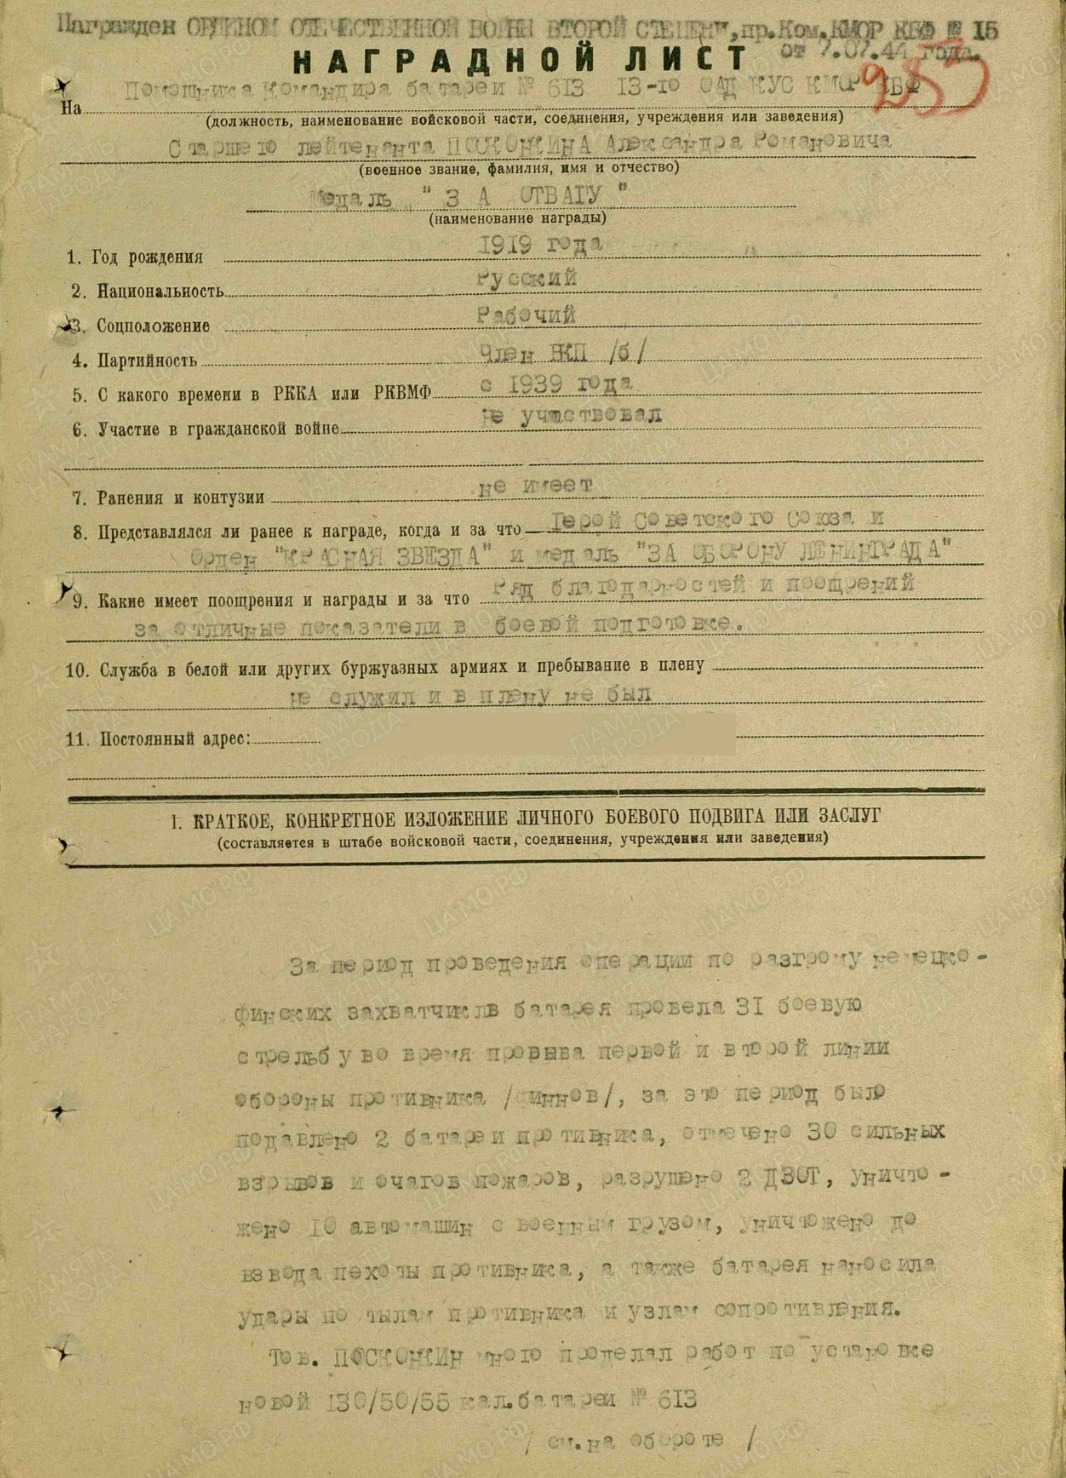 Награжден ОРДЕНОМ ОТЕЧЕСТВЕННОЙ ВОЙНЫ ВТОРОЙ СТЕПЕНИ, пр.Ком.КМОР КБФ № 15
от 7.07.44 года.
НАГРАДНОЙ ЛИСТ
На Помощника Командира батареи № 613 13-го ОАД КУС КМОР КБФ
(должность, наименование войсковой части, соединения, учреждения или заведения)
Старшего лейтенанта ПОСКОНКИНА Александра Романовича
(военное звание, фамилия, имя и отчество)
Медаль "ЗА ОТВАГУ"
(наименование награды)
1. Год рождения 1919 года
2. Национальность Русский
3. Соцположение Рабочий
4. Партийность Член ВКП /б/
5. С какого времени в РККА или РКВМФ с 1939 года
6. Участие в гражданской войне не участвовал
7. Ранения и контузии не имеет
8. Представлялся ли ранее к награде, когда и за что Герой Советского Союза и
Орден "КРАСНАЯ ЗВЕЗДА" и медаль "ЗА ОБОРОНУ ЛЕНИНГРАДА"
9. Какие имеет поощрения и награды и за что Ряд благодарностей и поощрений
за отличные показатели в боевой подготовке.
10. Служба в белой или других буржуазных армиях и пребывание в плену
не служил и в плену не был
11. Постоянный адрес:
I. КРАТКОЕ, КОНКРЕТНОЕ ИЗЛОЖЕНИЕ ЛИЧНОГО БОЕВОГО ПОДВИГА ИЛИ ЗАСЛУГ
(составляется в штабе войсковой части, соединения, учреждения или заведения)
За период проведения операции по разгрому немецко-
финских захватчиков батарея провела 31 боевую
стрельбу во время прорыва первой и второй линии
обороны противника /финнов/, за это период было
подавлено 2 батареи противника, отмечено 30 сильных
взрывов и очагов пожаров, разрушено 2 ДЗОТ, уничто-
жено 10 автомашин с военным грузом, уничтожено до
взвода пехоты противника, а также батарея наносила
удары по тылам противника и узлам сопротивления.
Тов. ПОСКОНКИН много проделал работ по установке
новой 130/50/55 кал.батареи № 613
/ см.на обороте /